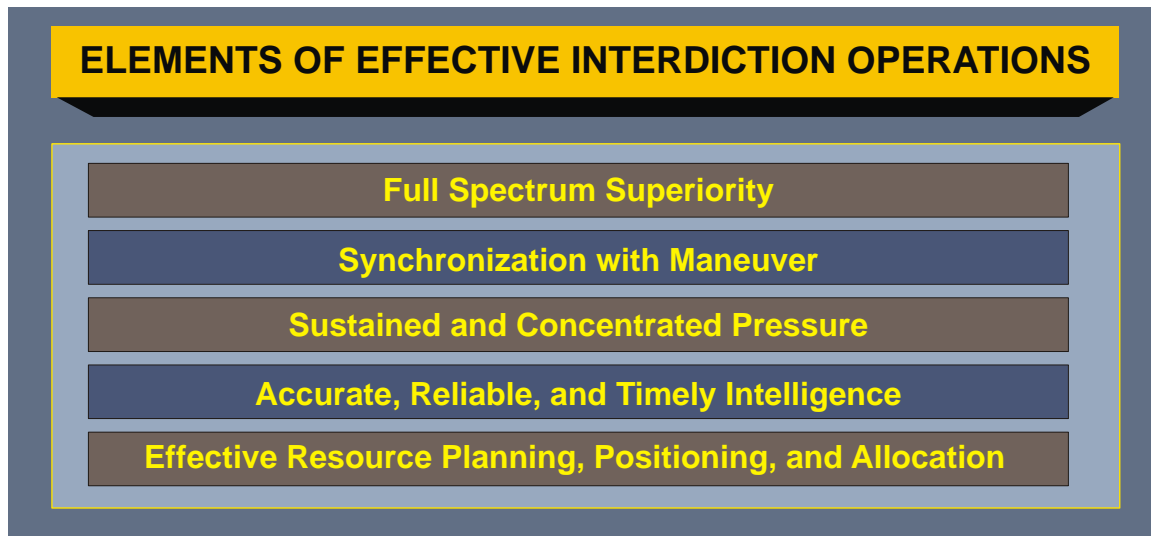 ELEMENTS OF EFFECTIVE INTERDICTION OPERATIONS
Full Spectrum Superiority
Synchronization with Maneuver
Sustained and Concentrated Pressure
Accurate, Reliable, and Timely Intelligence
Effective Resource Planning, Positioning, and Allocation